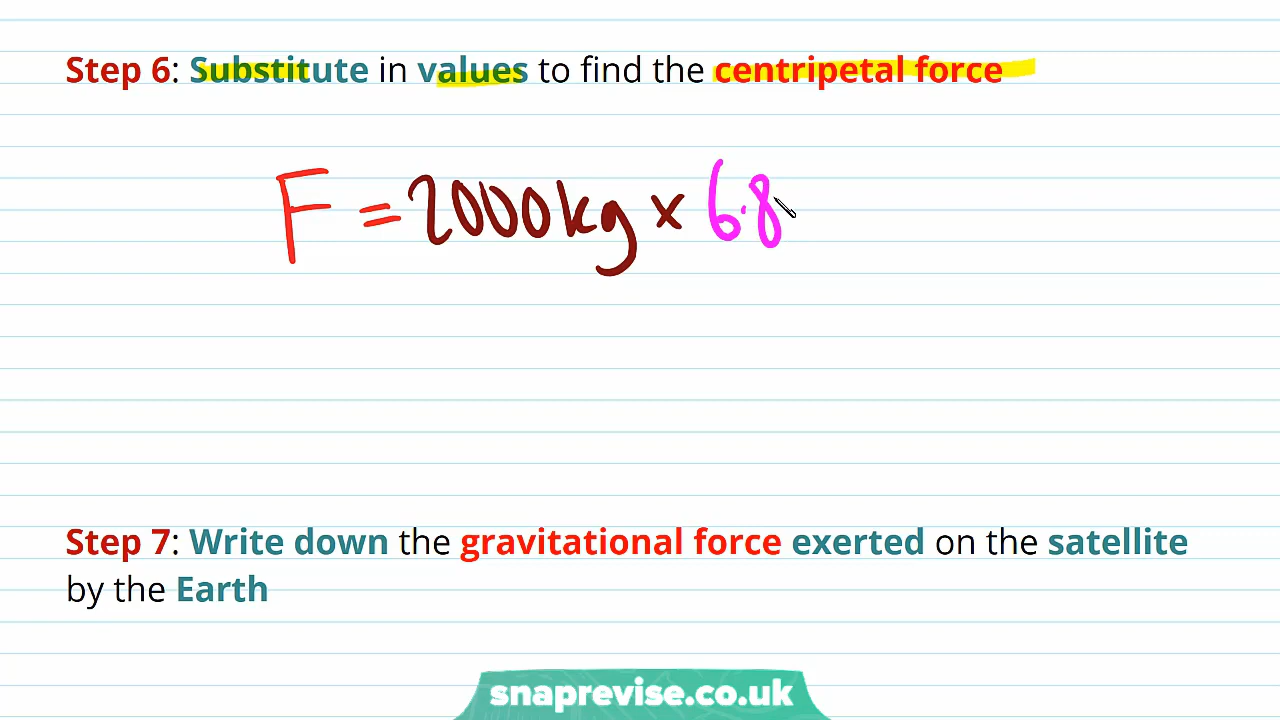 Step 6: Substitute in values to find the centripetal force
F = 2000kg × 6.8
Step 7: Write down the gravitational force exerted on the satellite
by the Earth
snaprevise.co.uk